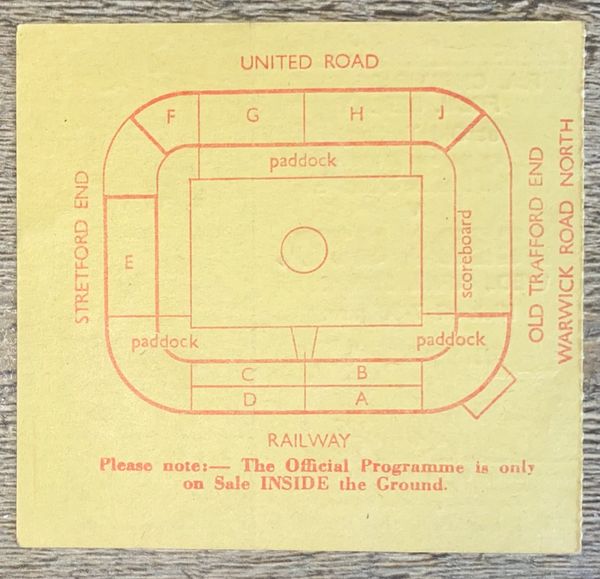 UNITED ROAD
F
G
H
J
paddock
STRETFORD END
E
scoreboard
OLD TRAFFORD END
WARWICK ROAD NORTH
paddock
paddock
C
B
D
A
RAILWAY
Please note:— The Official Programme is only
on Sale INSIDE the Ground.